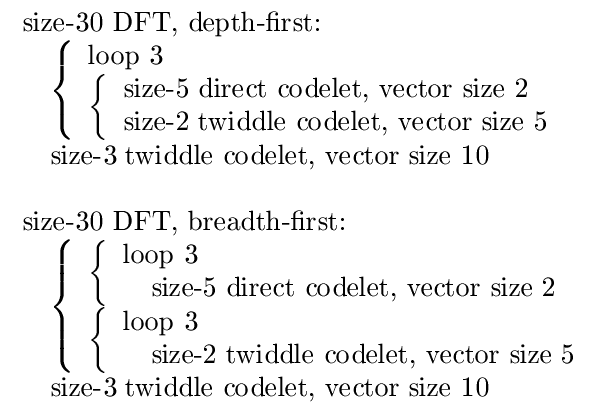 size-30 DFT, depth-first:
loop 3
size-5 direct codelet, vector size 2
size-2 twiddle codelet, vector size 5
size-3 twiddle codelet, vector size 10
size-30 DFT, breadth-first:
loop 3
size-5 direct codelet, vector size 2
loop 3
size-2 twiddle codelet, vector size 5
size-3 twiddle codelet, vector size 10